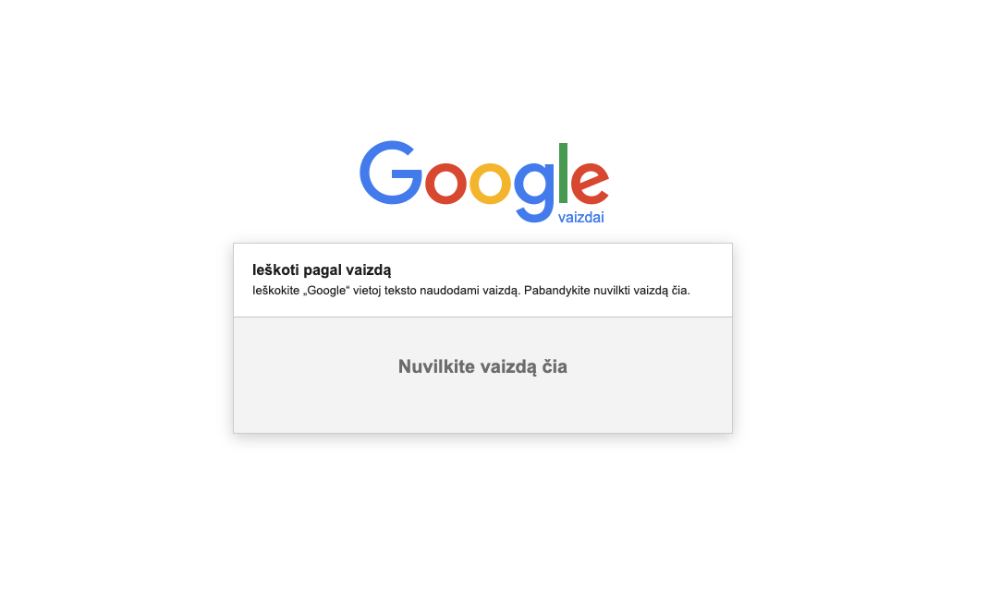 Google
vaizdai
Ieškoti pagal vaizdą
Ieškokite „Google“ vietoj teksto naudodami vaizdą. Pabandykite nuvilkti vaizdą čia.
Nuvilkite vaizdą čia